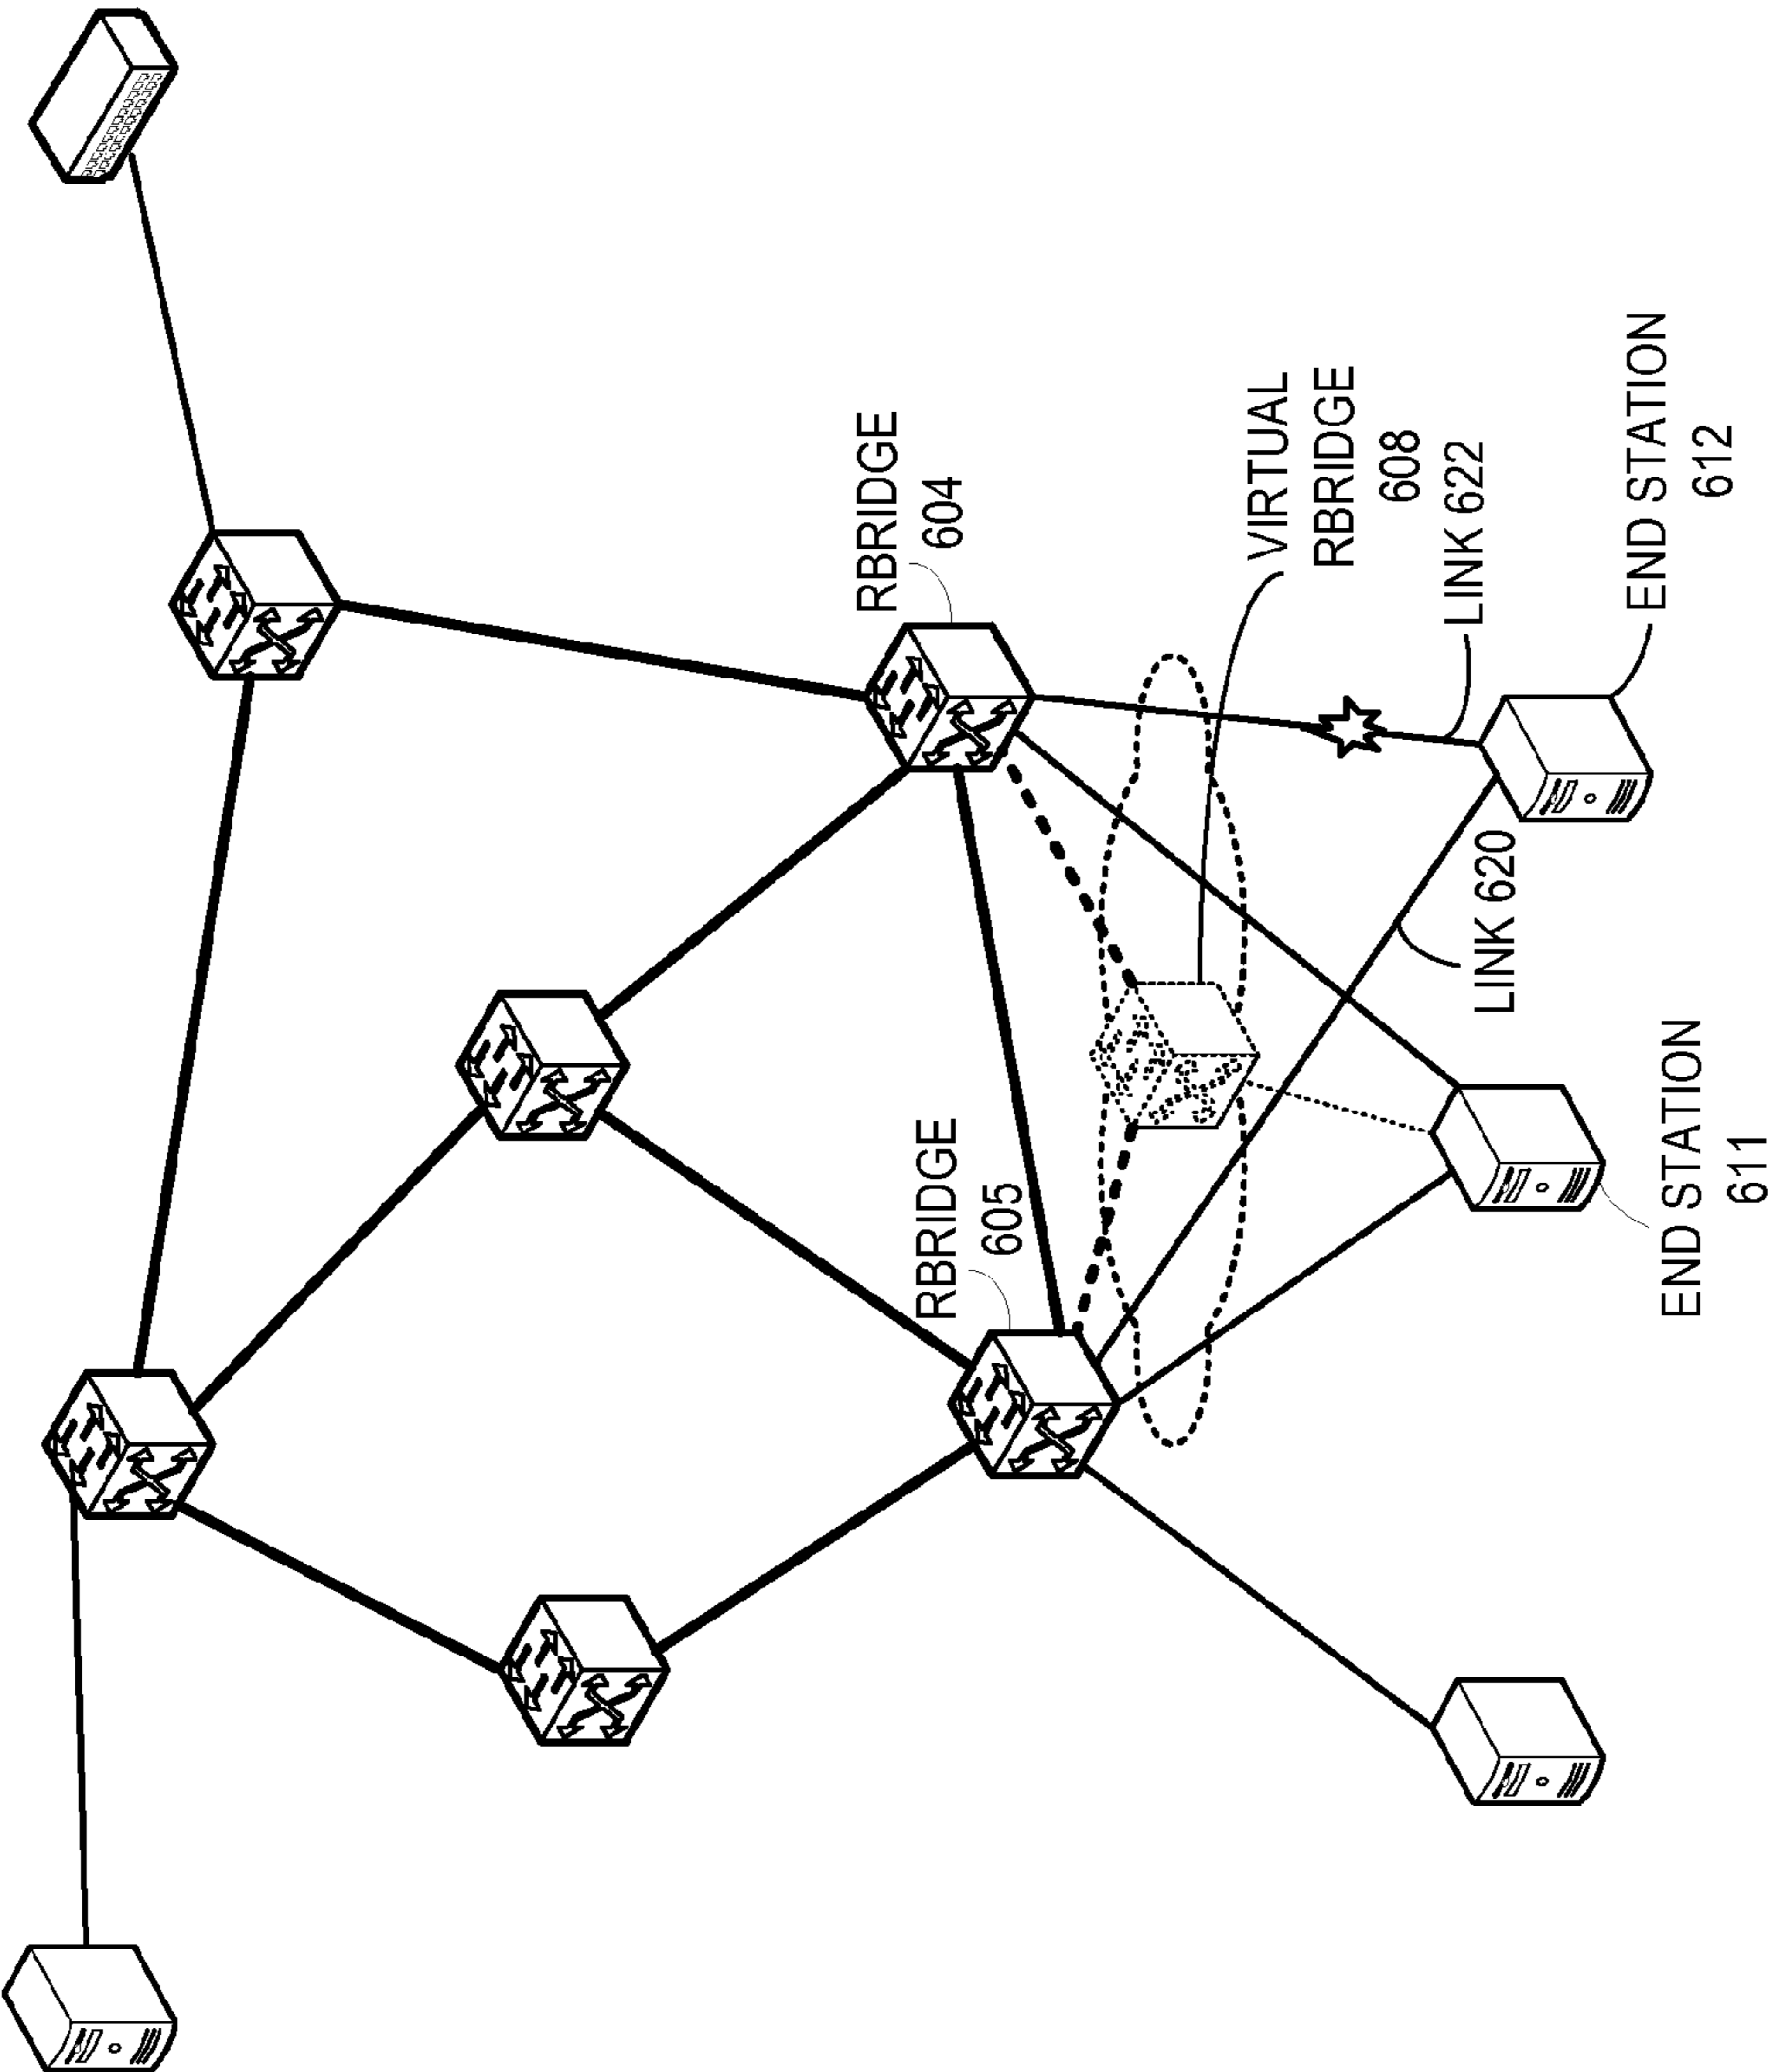 RBRIDGE
604
RBRIDGE
605
VIRTUAL
RBRIDGE
608
LINK 622
LINK 620
END STATION
612
END STATION
611